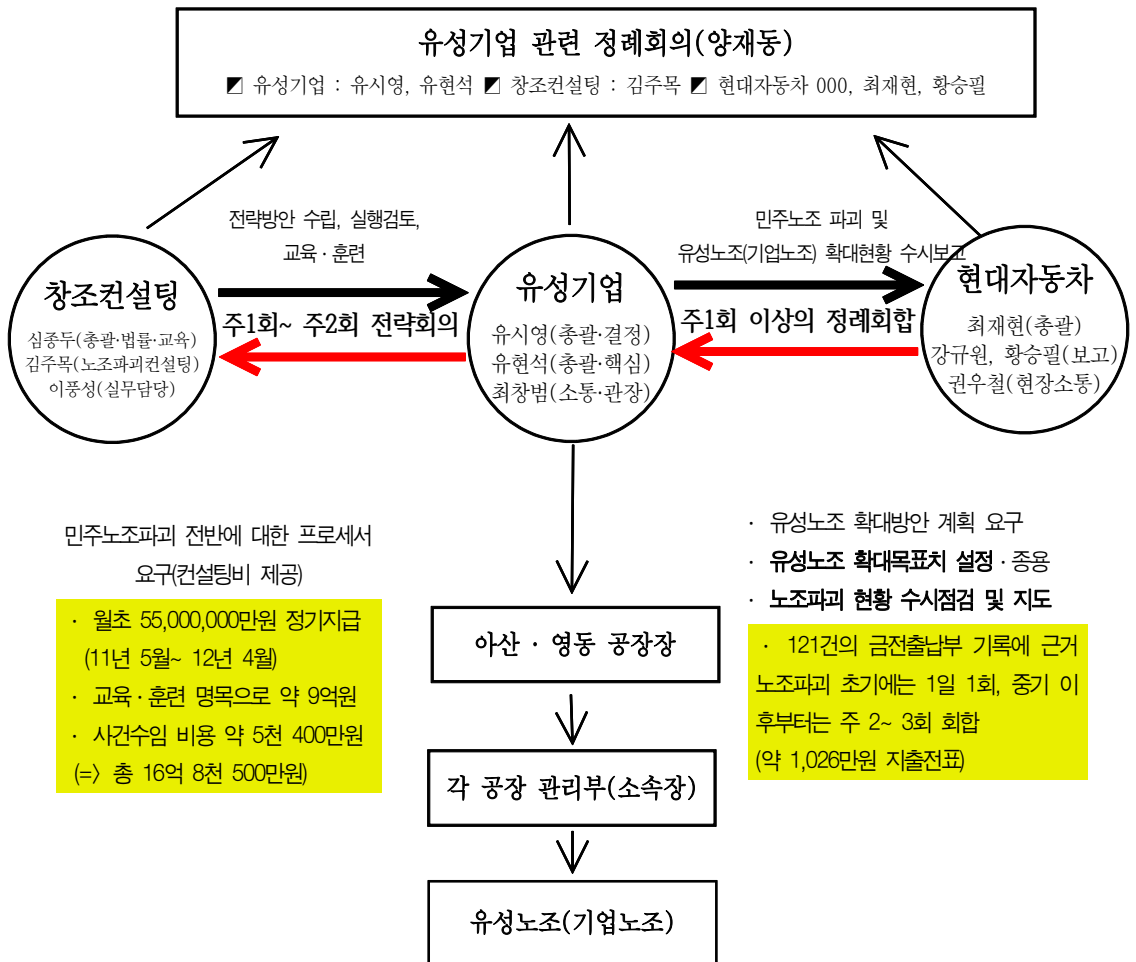 유성기업 관련 정례회의(양재동)
◩ 유성기업 : 유시영, 유현석 ◩ 창조컨설팅 : 김주목 ◩ 현대자동차 000, 최재현, 황승필
전략방안 수립, 실행검토,
교육·훈련
민주노조 파괴 및
유성노조(기업노조) 확대현황 수시보고
창조컨설팅
심종두(총괄·법률·교육)
김주목(노조파괴컨설팅)
이풍성(실무담당)
주1회~ 주2회 전략회의
유성기업
유시영(총괄·결정)
유현석(총괄·핵심)
최창범(소통·관장)
주1회 이상의 정례회합
현대자동차
최재현(총괄)
강규원, 황승필(보고)
권우철(현장소통)
민주노조파괴 전반에 대한 프로세서
요구(컨설팅비 제공)
· 월초 55,000,000만원 정기지급
(11년 5월~ 12년 4월)
· 교육·훈련 명목으로 약 9억원
· 사건수임 비용 약 5천 400만원
(=> 총 16억 8천 500만원)
· 유성노조 확대방안 계획 요구
· 유성노조 확대목표치 설정·종용
· 노조파괴 현황 수시점검 및 지도
· 121건의 금전출납부 기록에 근거
노조파괴 초기에는 1일 1회, 중기 이
후부터는 주 2~ 3회 회합
(약 1,026만원 지출전표)
아산 · 영동 공장장
각 공장 관리부(소속장)
유성노조(기업노조)